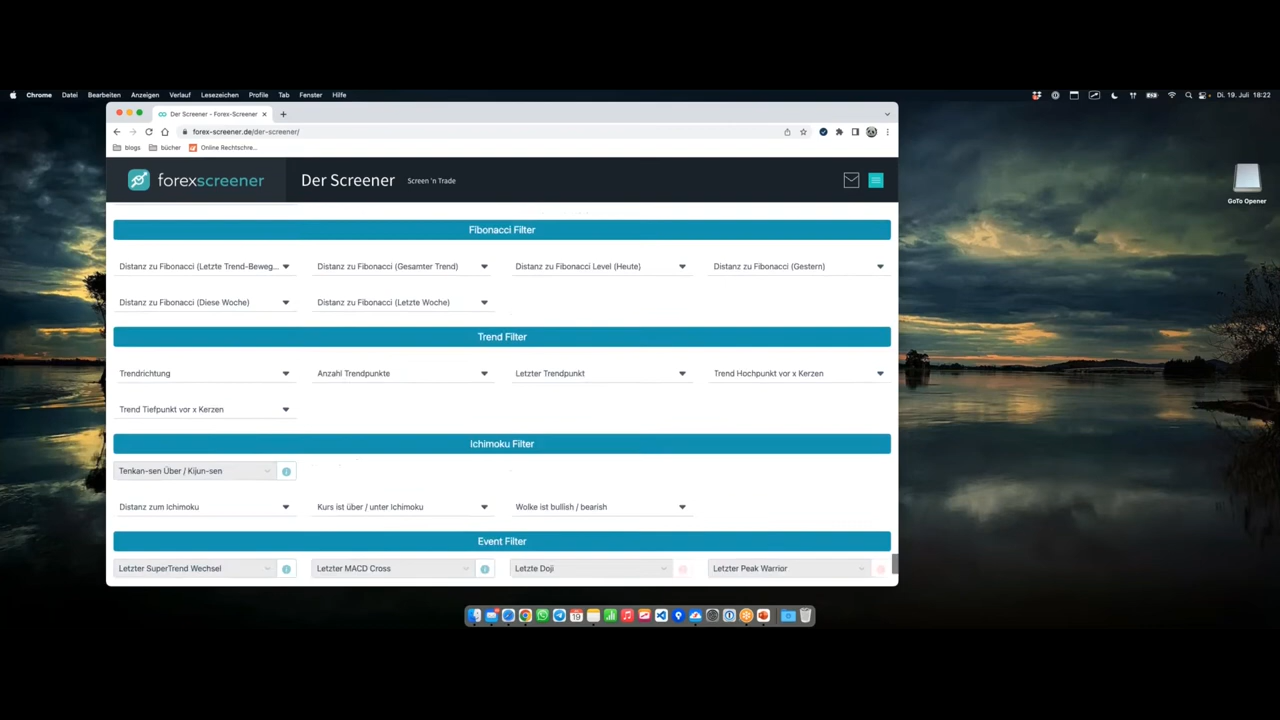 Chrome Datei Bearbeiten Anzeigen Verlauf Lesezeichen Profile Tab Fenster Hilfe Di. 19. Juli 18:22
Der Screener - Forex-Screener
forex-screener.de/der-screener/
blogs bücher Online Rechtschre...
forexscreener Der Screener Screen 'n Trade
GoTo Opener
Fibonacci Filter
Distanz zu Fibonacci (Letzte Trend-Beweg... Distanz zu Fibonacci (Gesamter Trend) Distanz zu Fibonacci Level (Heute) Distanz zu Fibonacci (Gestern)
Distanz zu Fibonacci (Diese Woche) Distanz zu Fibonacci (Letzte Woche)
Trend Filter
Trendrichtung Anzahl Trendpunkte Letzter Trendpunkt Trend Hochpunkt vor x Kerzen
Trend Tiefpunkt vor x Kerzen
Ichimoku Filter
Tenkan-sen Über / Kijun-sen
Distanz zum Ichimoku Kurs ist über / unter Ichimoku Wolke ist bullish / bearish
Event Filter
Letzter SuperTrend Wechsel Letzter MACD Cross Letzte Doji Letzter Peak Warrior